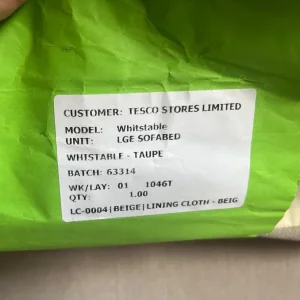 CUSTOMER: TESCO STORES LIMITED
MODEL: Whitstable
UNIT: LGE SOFABED
WHISTABLE - TAUPE
BATCH: 63314
WK/LAY: 01 1046T
QTY: 1.00
LC-0004|BEIGE|LINING CLOTH - BEIG